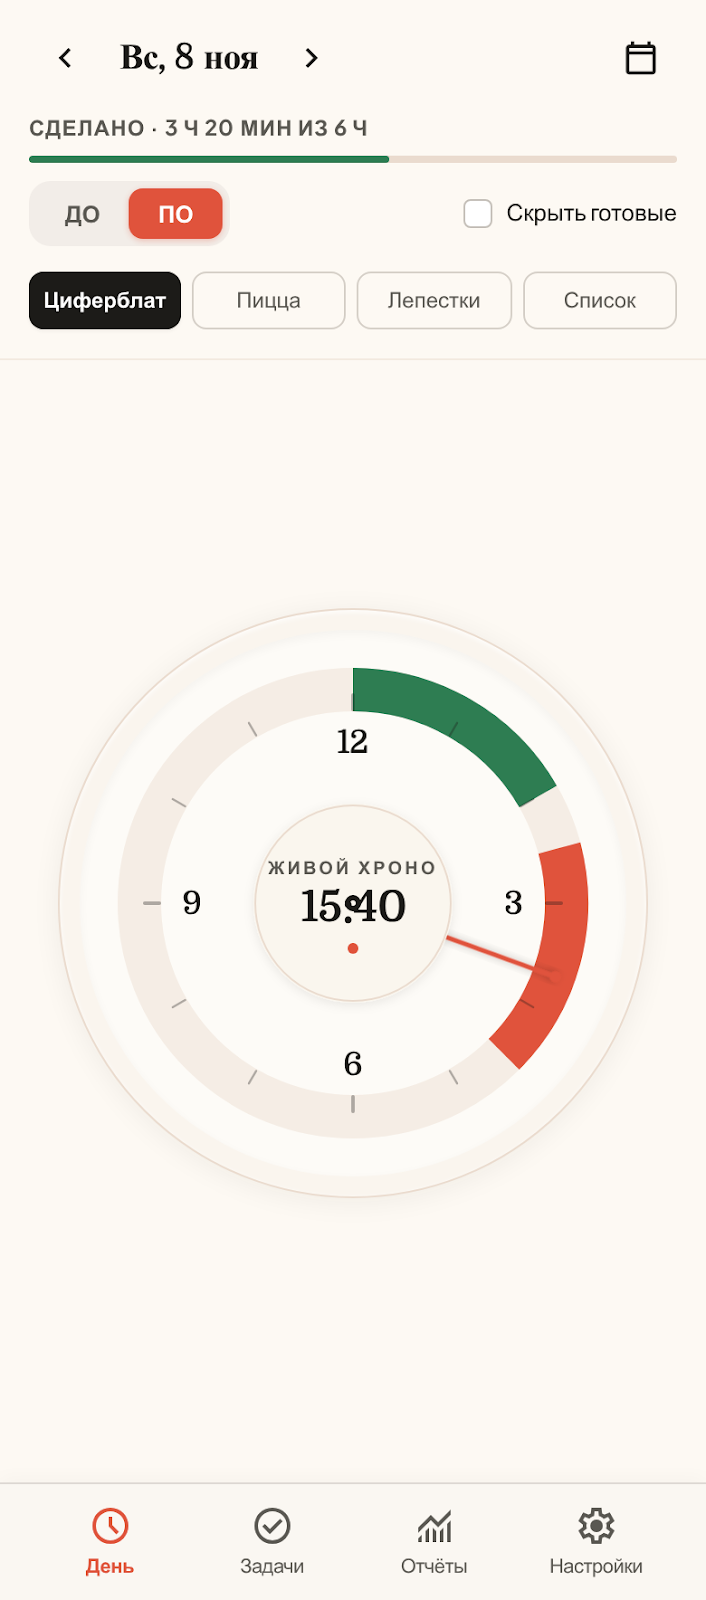 Вс, 8 ноя
СДЕЛАНО · 3 Ч 20 МИН ИЗ 6 Ч
ДО ПО Скрыть готовые
Циферблат Пицца Лепестки Список
12
ЖИВОЙ ХРОНО
9 15:40 3
6
День Задачи Отчёты Настройки